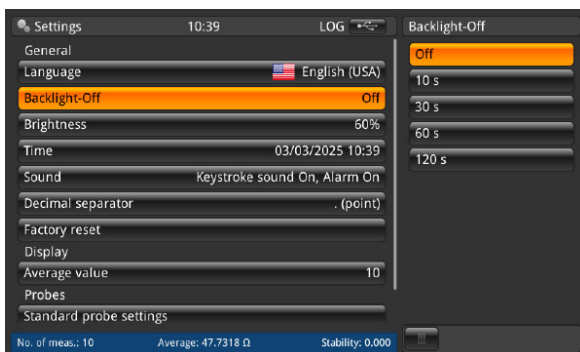 Settings 10:39 LOG
General
Language English (USA)
Backlight-Off Off
Brightness 60%
Time 03/03/2025 10:39
Sound Keystroke sound On, Alarm On
Decimal separator . (point)
Factory reset
Display
Average value 10
Probes
Standard probe settings
No. of meas.: 10 Average: 47.7318 Ω Stability: 0.000
Backlight-Off
Off
10 s
30 s
60 s
120 s